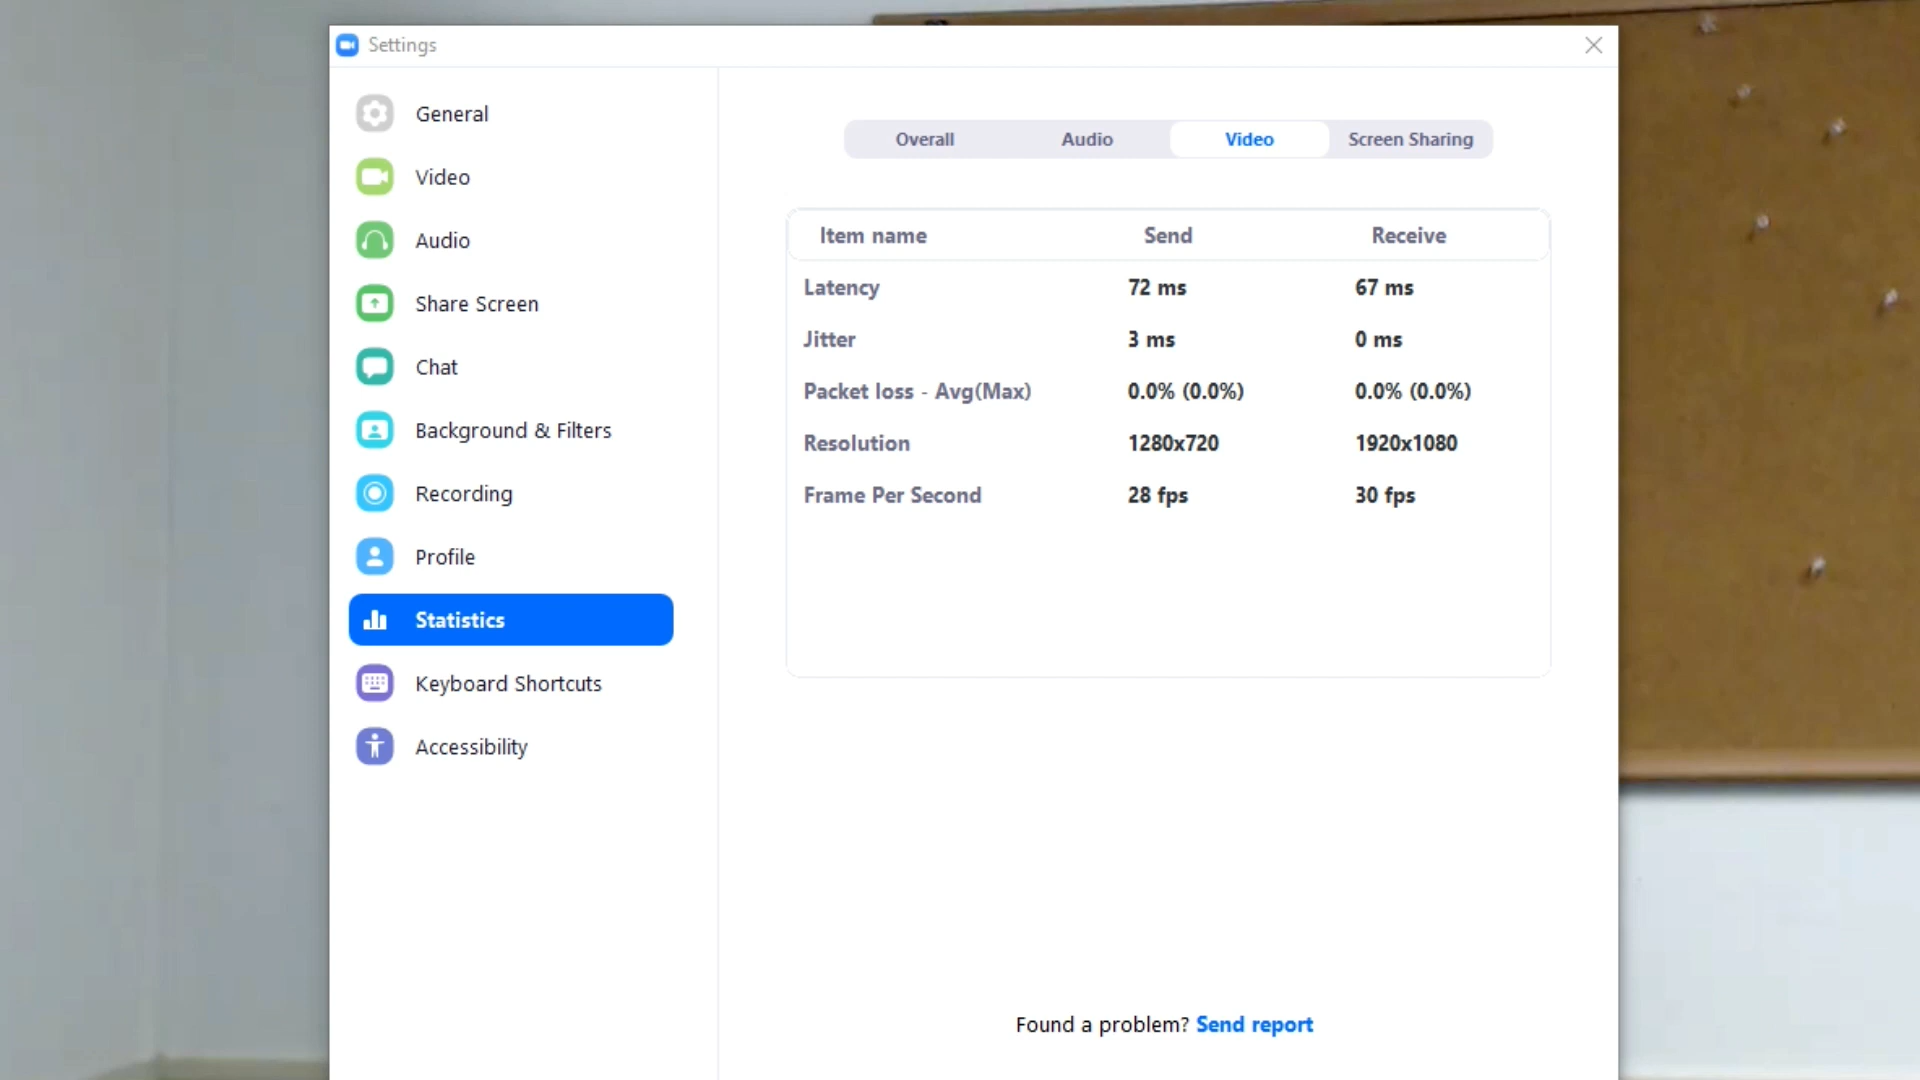 Settings
General
Video
Audio
Share Screen
Chat
Background & Filters
Recording
Profile
Statistics
Keyboard Shortcuts
Accessibility
Overall Audio Video Screen Sharing
Item name Send Receive
Latency 72 ms 67 ms
Jitter 3 ms 0 ms
Packet loss - Avg(Max) 0.0% (0.0%) 0.0% (0.0%)
Resolution 1280x720 1920x1080
Frame Per Second 28 fps 30 fps
Found a problem? Send report